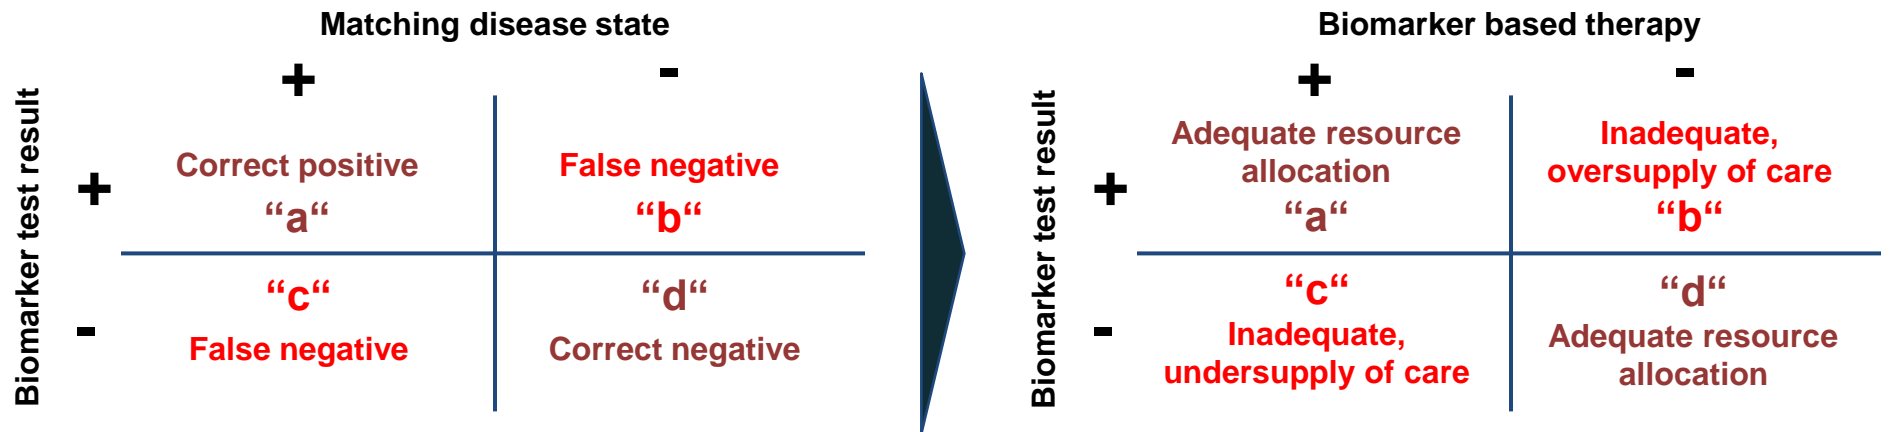 Matching disease state
+ -
Biomarker test result
+
Correct positive
“a“
False negative
“b“
-
“c“
False negative
“d“
Correct negative
Biomarker based therapy
+ -
Biomarker test result
+
Adequate resource
allocation
“a“
Inadequate,
oversupply of care
“b“
-
“c“
Inadequate,
undersupply of care
“d“
Adequate resource
allocation